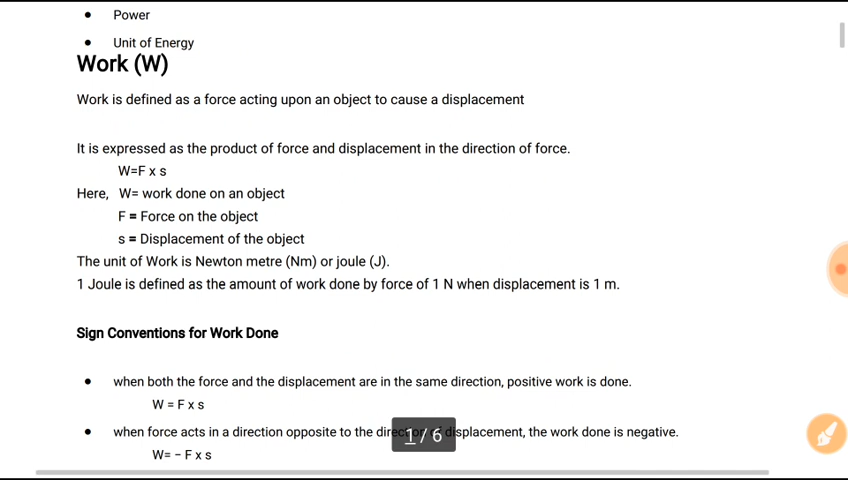 Power
Unit of Energy
Work (W)
Work is defined as a force acting upon an object to cause a displacement
It is expressed as the product of force and displacement in the direction of force.
W=F x s
Here, W= work done on an object
F = Force on the object
s = Displacement of the object
The unit of Work is Newton metre (Nm) or joule (J).
1 Joule is defined as the amount of work done by force of 1 N when displacement is 1 m.
Sign Conventions for Work Done
when both the force and the displacement are in the same direction, positive work is done.
W = F x s
when force acts in a direction opposite to the direction of displacement, the work done is negative.
1 / 6
W= − F x s